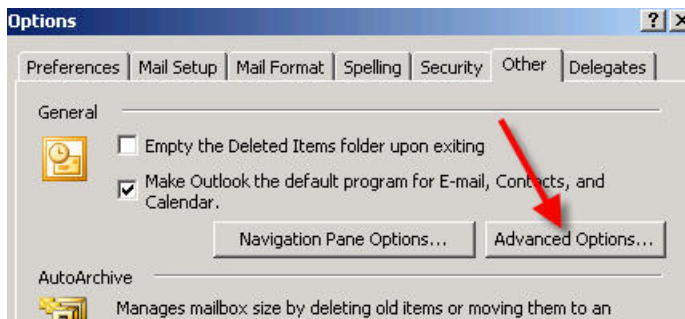 Options
Preferences Mail Setup Mail Format Spelling Security Other Delegates
General
Empty the Deleted Items folder upon exiting
Make Outlook the default program for E-mail, Contacts, and
Calendar.
Navigation Pane Options... Advanced Options...
AutoArchive
Manages mailbox size by deleting old items or moving them to an